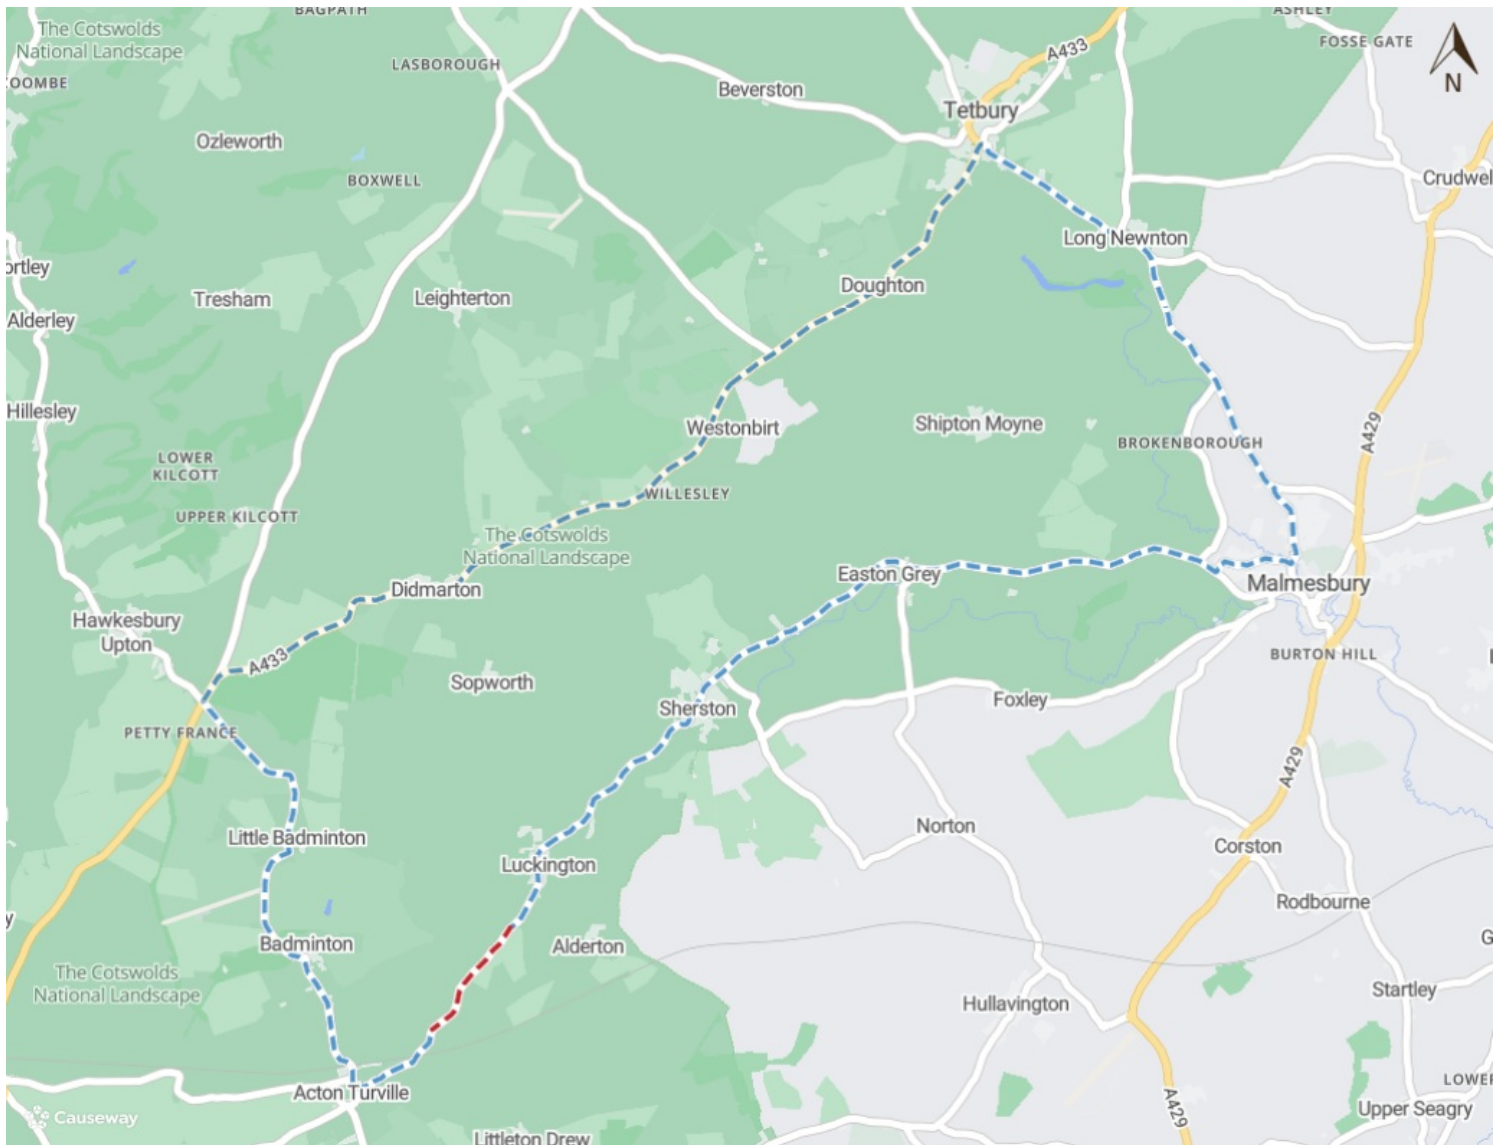 BAGPATH
ASHLEY
The Cotswolds
National Landscape
FOSSE GATE
A433
LASBOROUGH
COOMBE
Beverston
N
Tetbury
Ozleworth
BOXWELL
Crudwel
Long Newnton
ortley
Doughton
Tresham
Leighterton
Alderley
Hillesley
Westonbirt
Shipton Moyne
A429
BROKENBOROUGH
LOWER
KILCOTT
WILLESLEY
UPPER KILCOTT
The Cotswolds
National Landscape
Easton Grey
Malmesbury
Didmarton
Hawkesbury
Upton
BURTON HILL
A433
Sopworth
Foxley
Sherston
PETTY FRANCE
A429
Norton
Little Badminton
Corston
Luckington
Rodbourne
y
Badminton
Alderton
G
The Cotswolds
National Landscape
Startley
Hullavington
LOWER
Acton Turville
A429
Upper Seagry
Causeway
Littleton Drew